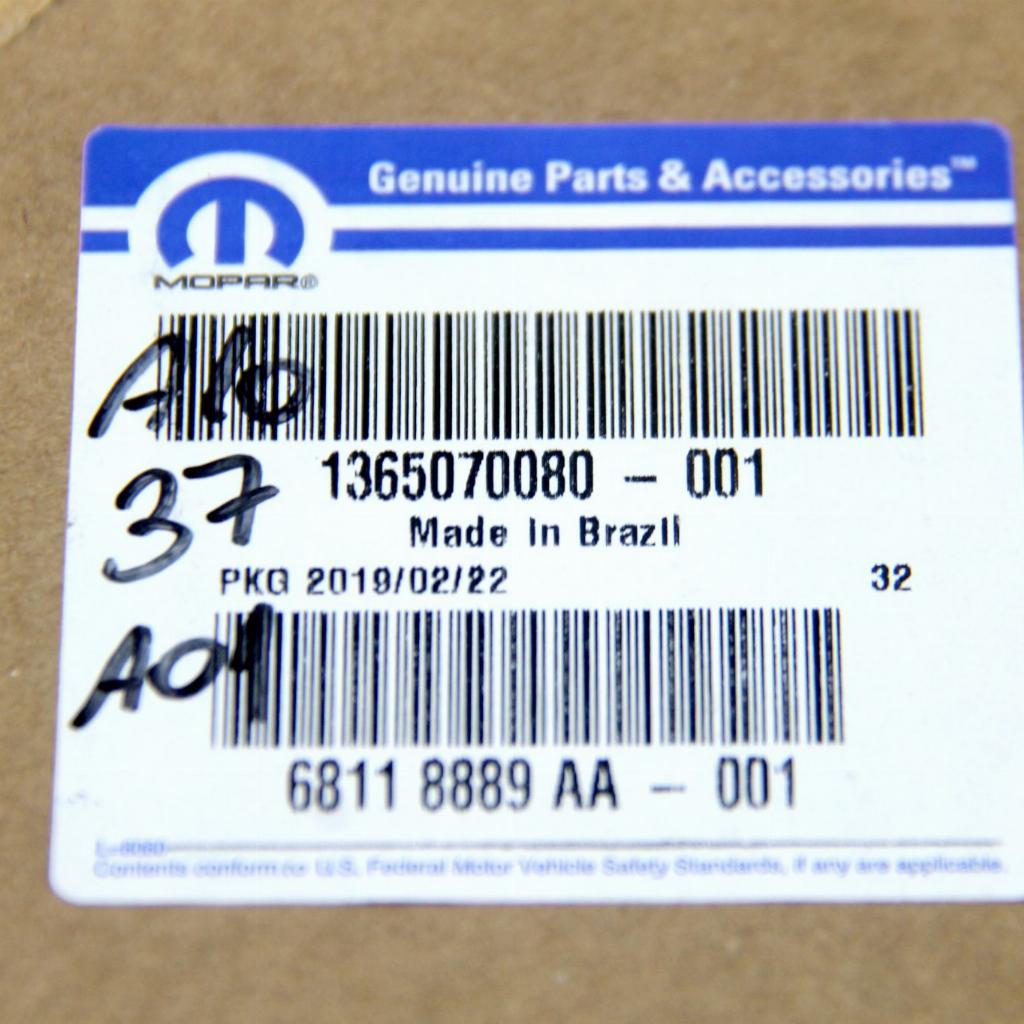 Genuine Parts & Accessories™
MOPAR®
A10
1365070080 - 001
37
Made In Brazil
PKG 2019/02/22 32
A04
6811 8889 AA - 001
L-8060
Contents conform to U.S. Federal Motor Vehicle Safety Standards, if any are applicable.